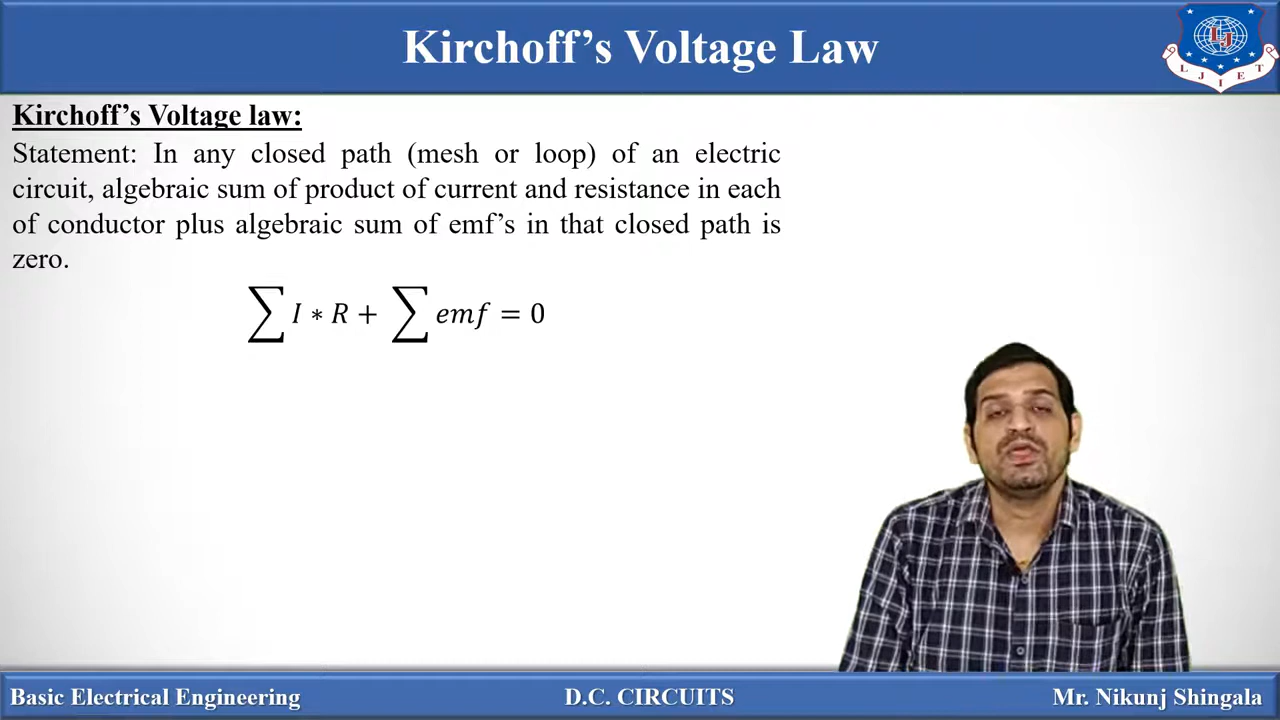 Kirchoff’s Voltage Law
LJ
LJIET
Kirchoff’s Voltage law:
Statement: In any closed path (mesh or loop) of an electric
circuit, algebraic sum of product of current and resistance in each
of conductor plus algebraic sum of emf’s in that closed path is
zero.
∑ I ∗ R + ∑ emf = 0
Basic Electrical Engineering
D.C. CIRCUITS
Mr. Nikunj Shingala